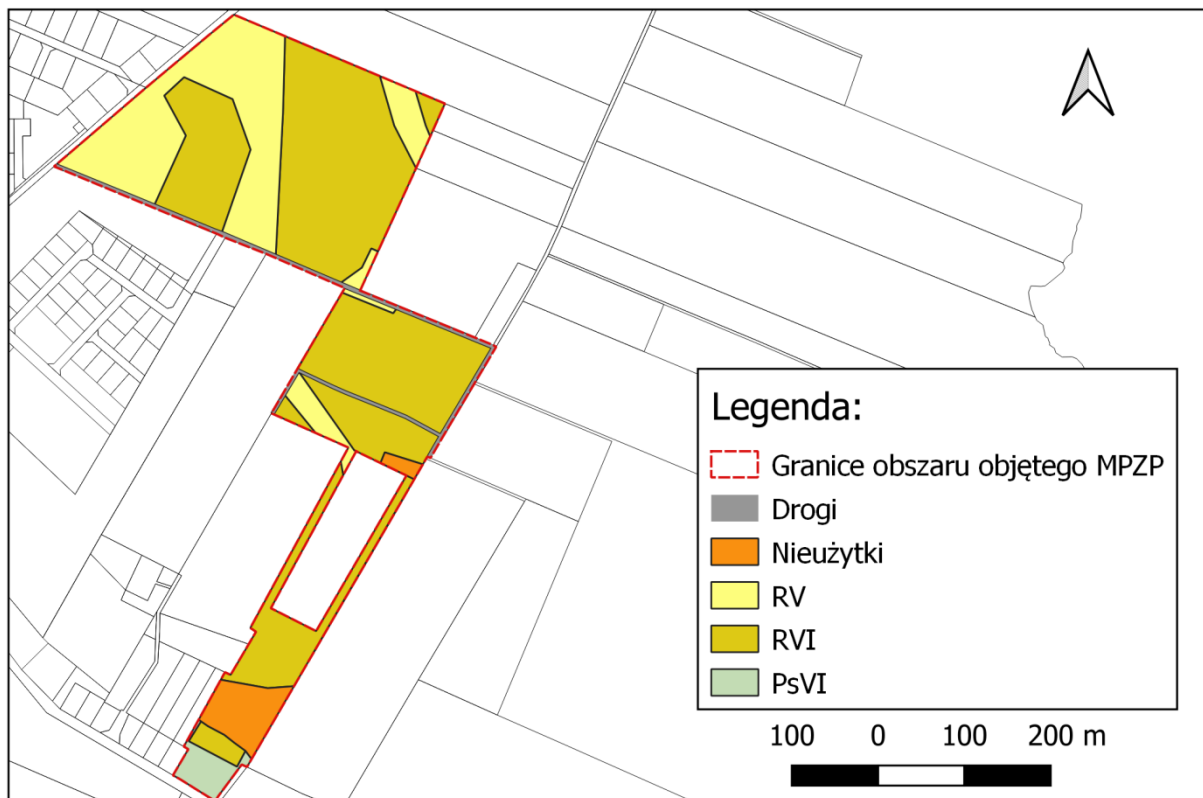 Legenda:
Granice obszaru objętego MPZP
Drogi
Nieużytki
RV
RVI
PsVI
100 0 100 200 m